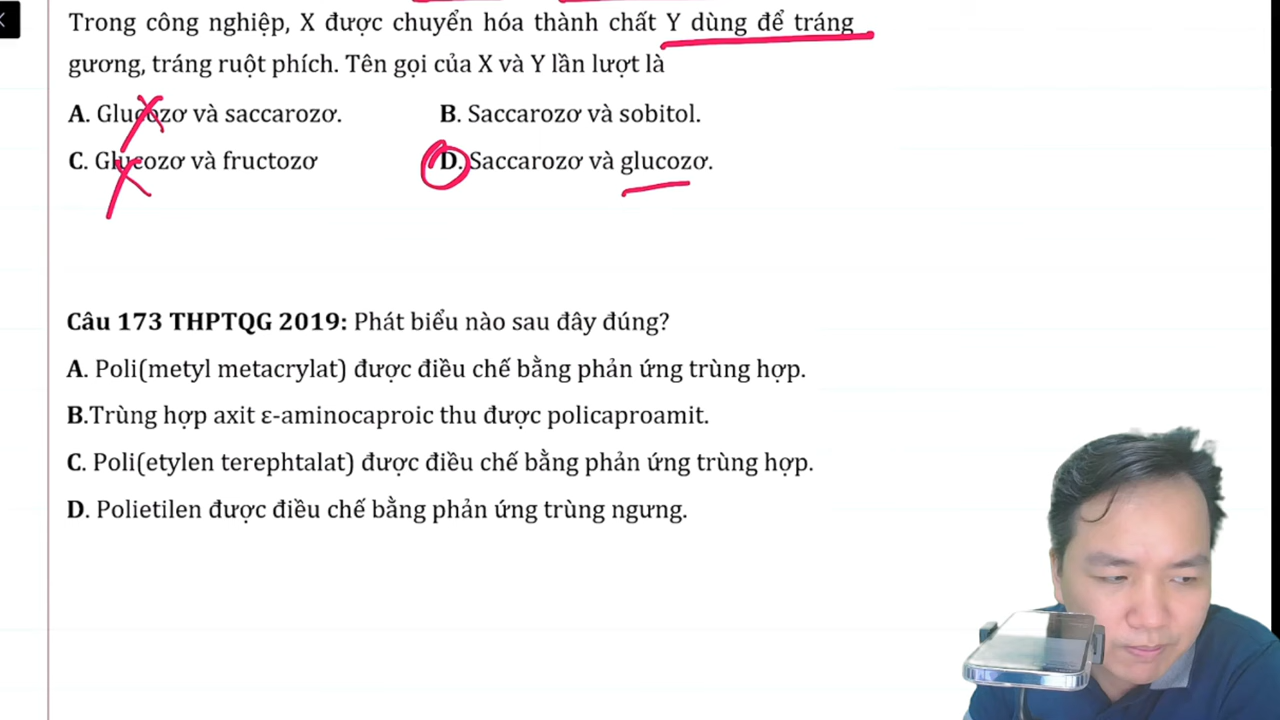 Trong công nghiệp, X được chuyển hóa thành chất Y dùng để tráng
gương, tráng ruột phích. Tên gọi của X và Y lần lượt là
A. Glucozơ và saccarozơ. B. Saccarozơ và sobitol.
C. Glucozơ và fructozơ D. Saccarozơ và glucozơ.
Câu 173 THPTQG 2019: Phát biểu nào sau đây đúng?
A. Poli(metyl metacrylat) được điều chế bằng phản ứng trùng hợp.
B.Trùng hợp axit ε-aminocaproic thu được policaproamit.
C. Poli(etylen terephtalat) được điều chế bằng phản ứng trùng hợp.
D. Polietilen được điều chế bằng phản ứng trùng ngưng.